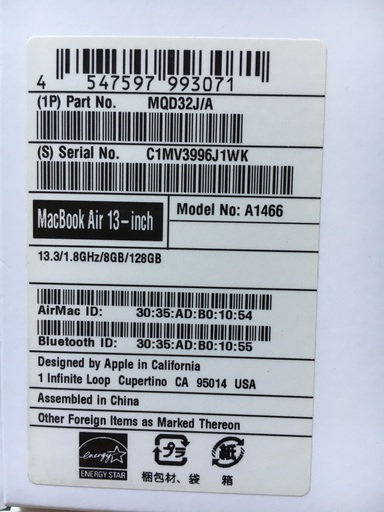 4 547597 993071
(1P) Part No. MQD32J/A
(S) Serial No. C1MV3996J1WK
MacBook Air 13-inch
Model No: A1466
13.3/1.8GHz/8GB/128GB
AirMac ID: 30:35:AD:B0:10:54
Bluetooth ID: 30:35:AD:B0:10:55
Designed by Apple in California
1 Infinite Loop Cupertino CA 95014 USA
Assembled in China
Other Foreign Items as Marked Thereon
energy
ENERGY STAR
プラ
紙
梱包材、袋 箱